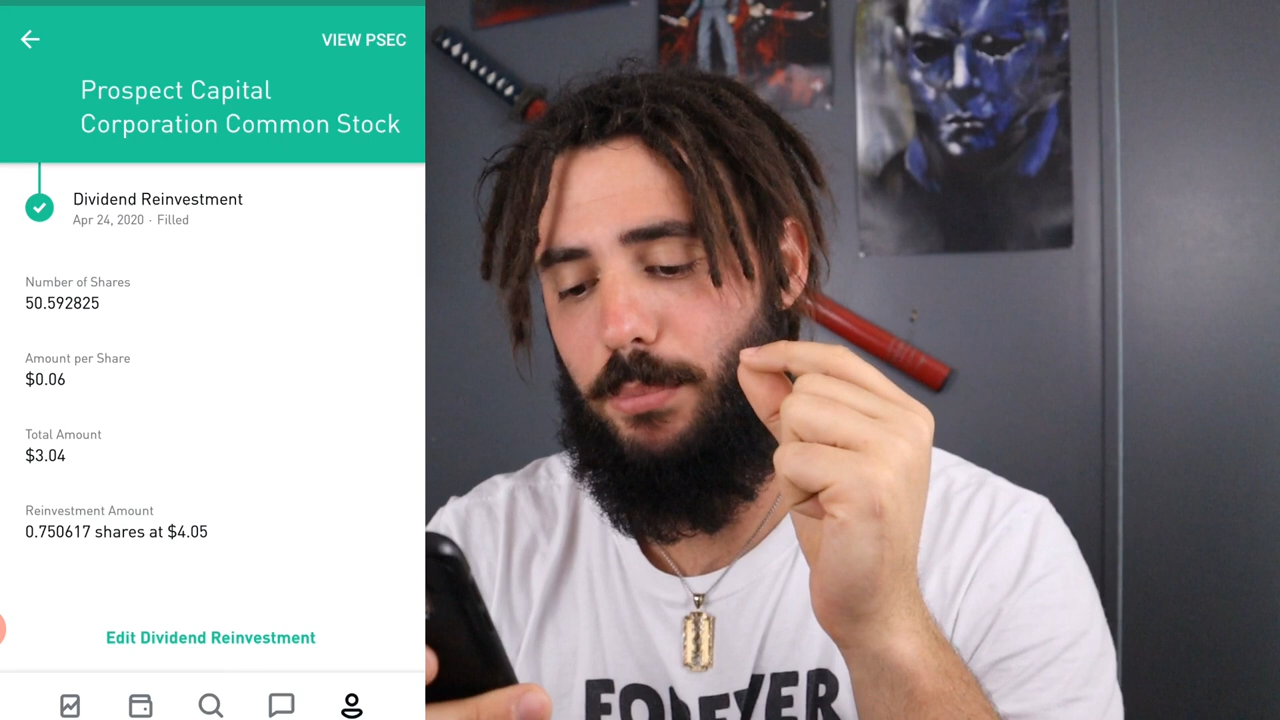 VIEW PSEC
Prospect Capital
Corporation Common Stock
Dividend Reinvestment
Apr 24, 2020 · Filled
Number of Shares
50.592825
Amount per Share
$0.06
Total Amount
$3.04
Reinvestment Amount
0.750617 shares at $4.05
Edit Dividend Reinvestment
FOREVER